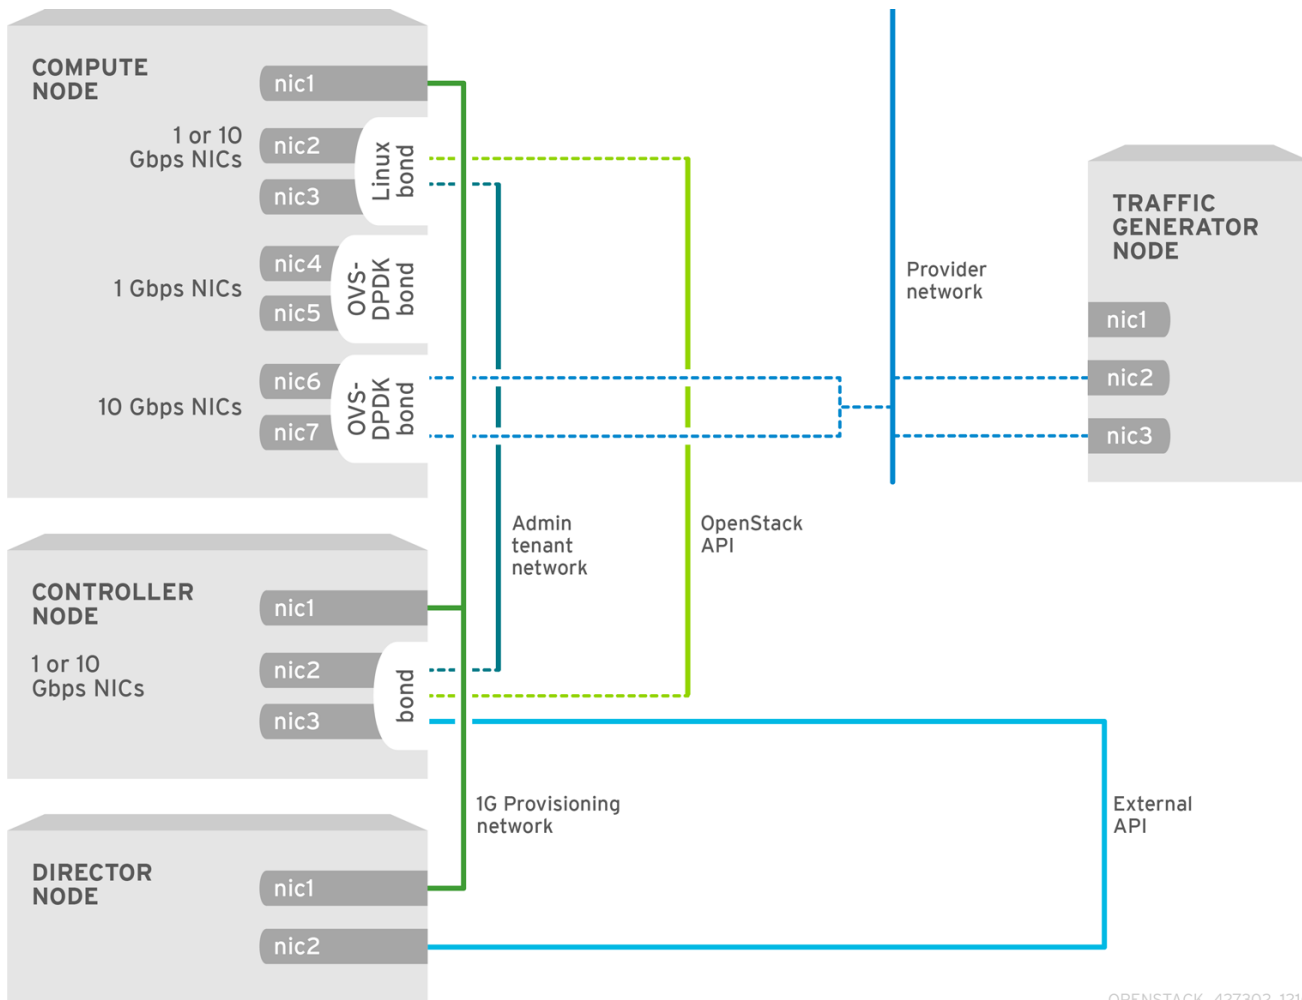 COMPUTE
NODE
nic1
1 or 10
Gbps NICs
nic2
nic3
Linux
bond
1 Gbps NICs
nic4
nic5
OVS-
DPDK
bond
10 Gbps NICs
nic6
nic7
OVS-
DPDK
bond
Provider
network
TRAFFIC
GENERATOR
NODE
nic1
nic2
nic3
Admin
tenant
network
OpenStack
API
CONTROLLER
NODE
nic1
1 or 10
Gbps NICs
nic2
nic3
bond
1G Provisioning
network
External
API
DIRECTOR
NODE
nic1
nic2